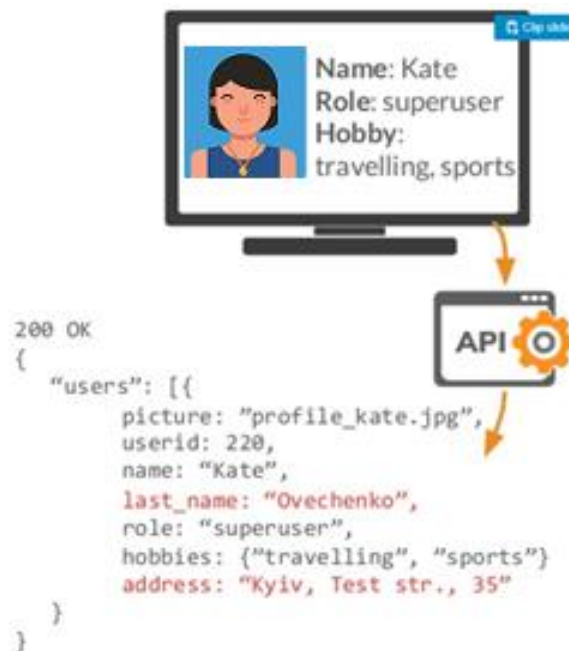 Clip slide
Name: Kate
Role: superuser
Hobby:
travelling, sports
API
200 OK
{
“users”: [{
picture: ”profile_kate.jpg”,
userid: 220,
name: “Kate”,
last_name: “Ovechenko”,
role: “superuser”,
hobbies: {”travelling”, ”sports”}
address: “Kyiv, Test str., 35”
}
}